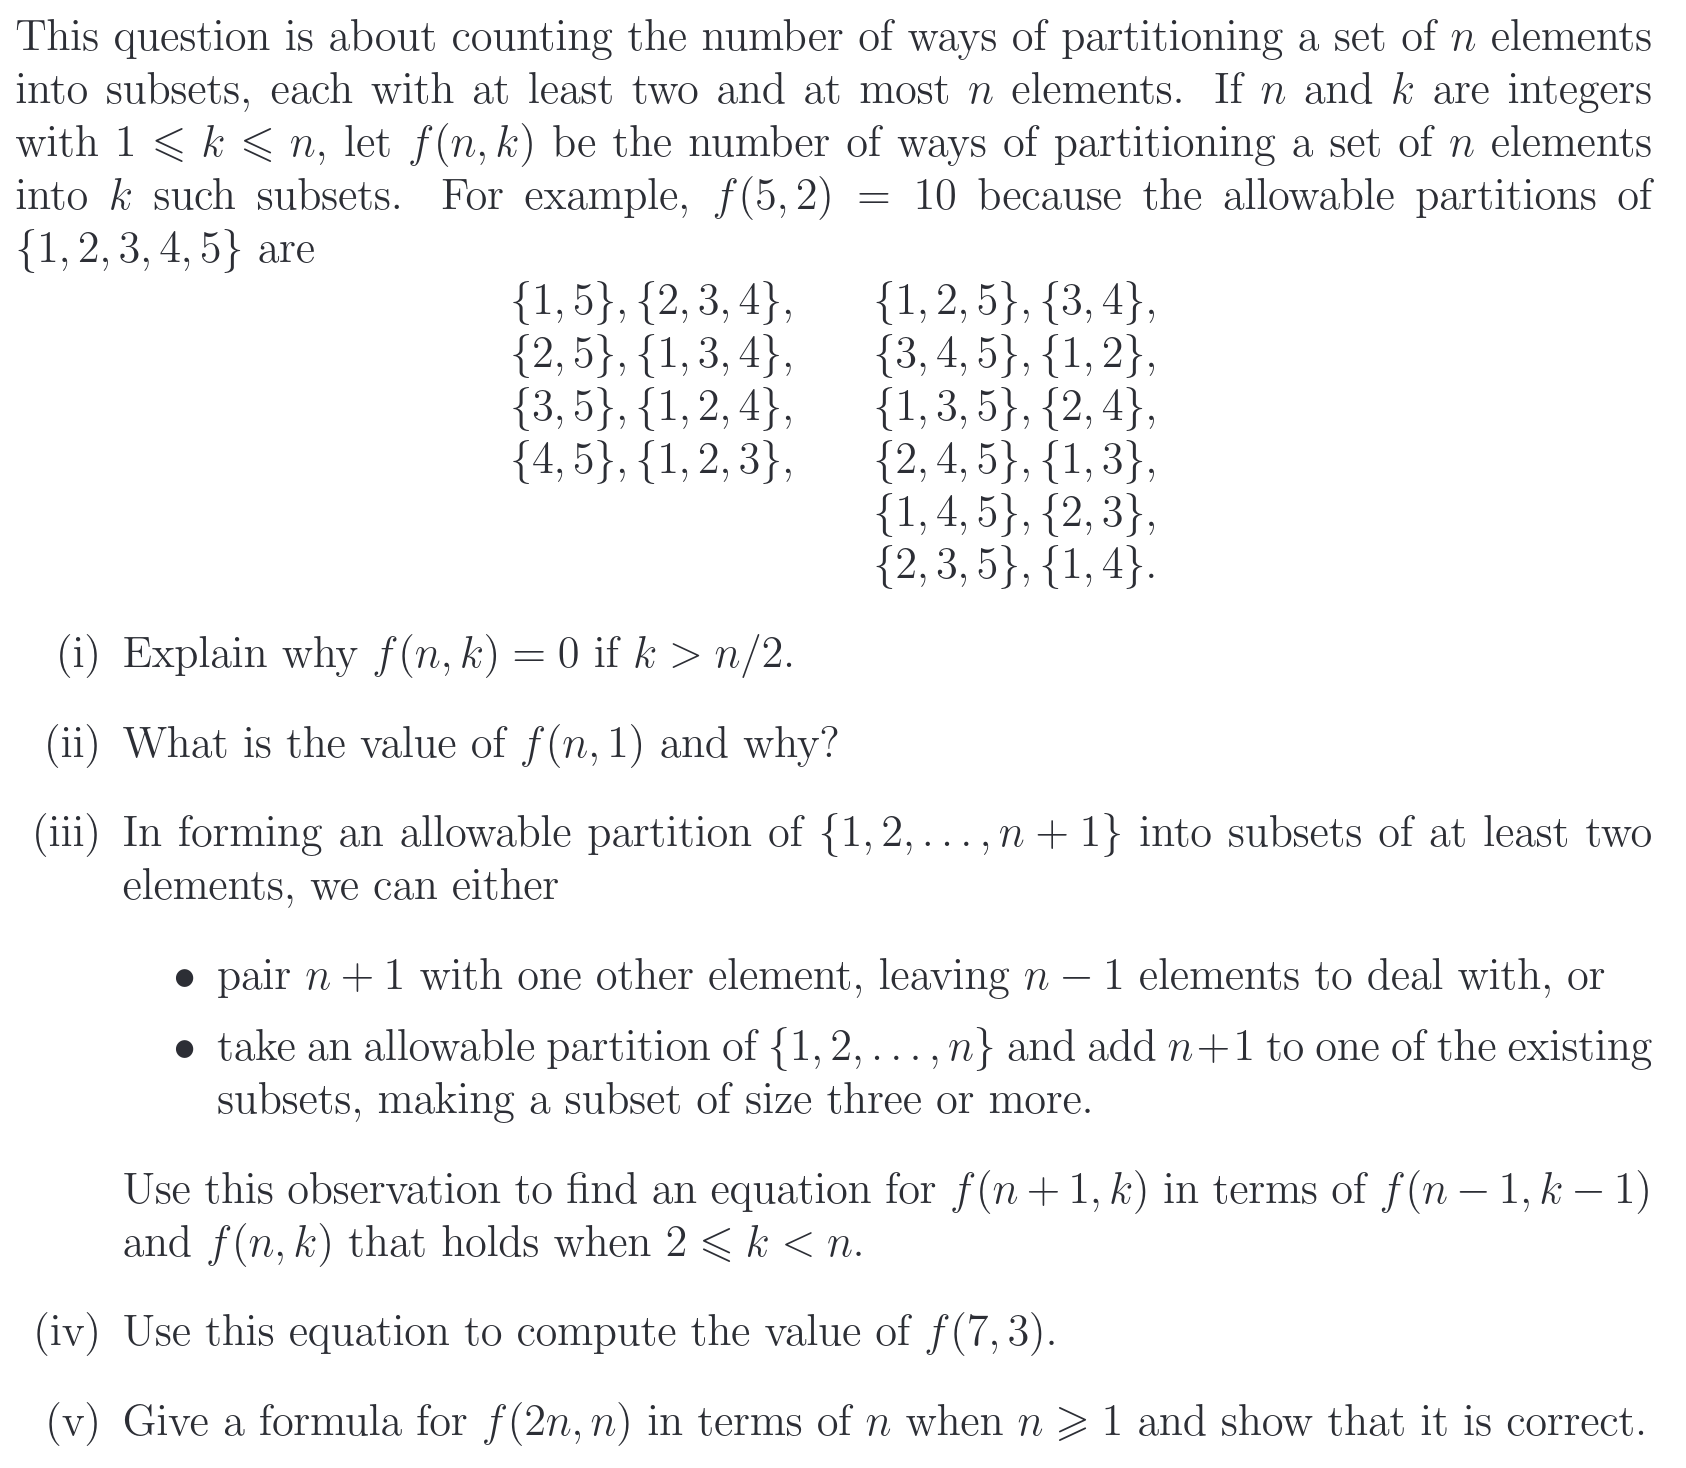 This question is about counting the number of ways of partitioning a set of n elements
into subsets, each with at least two and at most n elements. If n and k are integers
with 1 ⩽ k ⩽ n, let f(n, k) be the number of ways of partitioning a set of n elements
into k such subsets. For example, f(5, 2) = 10 because the allowable partitions of
{1, 2, 3, 4, 5} are
{1, 5}, {2, 3, 4}, {1, 2, 5}, {3, 4},
{2, 5}, {1, 3, 4}, {3, 4, 5}, {1, 2},
{3, 5}, {1, 2, 4}, {1, 3, 5}, {2, 4},
{4, 5}, {1, 2, 3}, {2, 4, 5}, {1, 3},
{1, 4, 5}, {2, 3},
{2, 3, 5}, {1, 4}.
(i) Explain why f(n, k) = 0 if k > n/2.
(ii) What is the value of f(n, 1) and why?
(iii) In forming an allowable partition of {1, 2, . . . , n + 1} into subsets of at least two
elements, we can either
• pair n + 1 with one other element, leaving n − 1 elements to deal with, or
• take an allowable partition of {1, 2, . . . , n} and add n+1 to one of the existing
subsets, making a subset of size three or more.
Use this observation to find an equation for f(n + 1, k) in terms of f(n − 1, k − 1)
and f(n, k) that holds when 2 ⩽ k < n.
(iv) Use this equation to compute the value of f(7, 3).
(v) Give a formula for f(2n, n) in terms of n when n ⩾ 1 and show that it is correct.